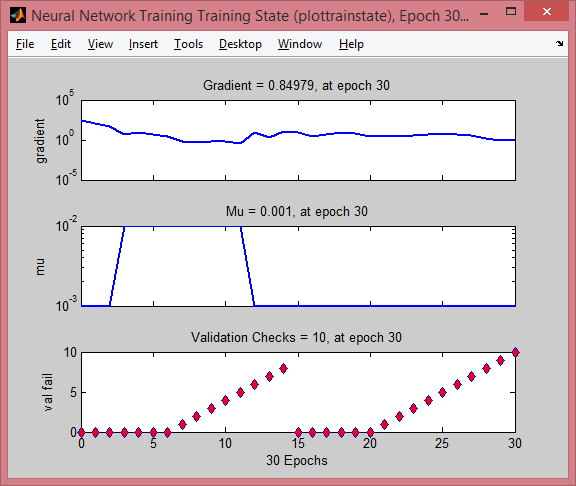 Neural Network Training Training State (plottrainstate), Epoch 30...
File Edit View Insert Tools Desktop Window Help
Gradient = 0.84979, at epoch 30
10^5
10^0
10^-5
gradient
Mu = 0.001, at epoch 30
10^-2
10^-3
mu
Validation Checks = 10, at epoch 30
10
5
0
val fail
0 5 10 15 20 25 30
30 Epochs